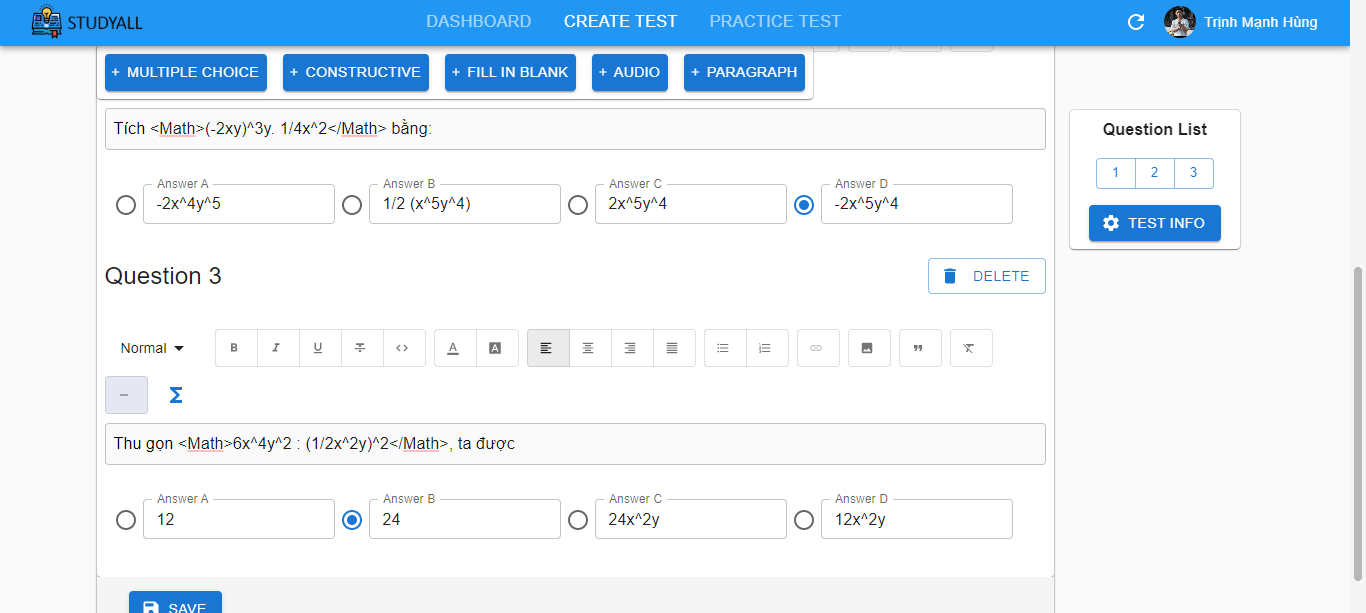 STUDYALL
DASHBOARD
CREATE TEST
PRACTICE TEST
Trịnh Mạnh Hùng
+ MULTIPLE CHOICE
+ CONSTRUCTIVE
+ FILL IN BLANK
+ AUDIO
+ PARAGRAPH
Question List
1 2 3
TEST INFO
Tích <Math>(-2xy)^3y. 1/4x^2</Math> bằng:
Answer A
-2x^4y^5
Answer B
1/2 (x^5y^4)
Answer C
2x^5y^4
Answer D
-2x^5y^4
Question 3
DELETE
Normal
Thu gọn <Math>6x^4y^2 : (1/2x^2y)^2</Math>, ta được
Answer A
12
Answer B
24
Answer C
24x^2y
Answer D
12x^2y
SAVE